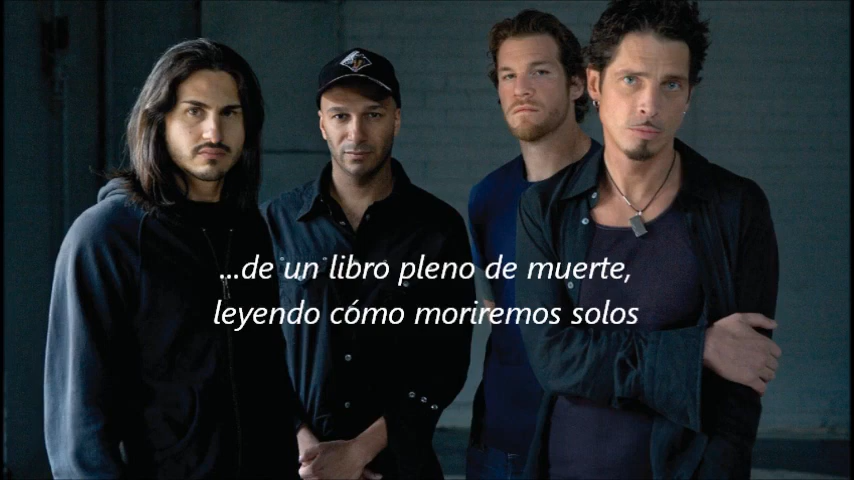 ...de un libro pleno de muerte,
leyendo cómo moriremos solos